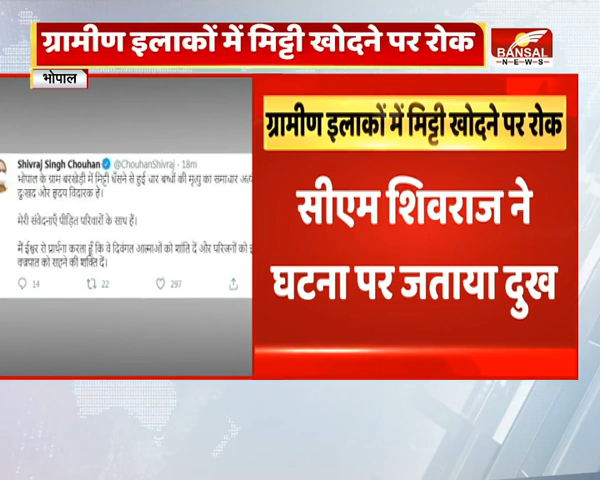 ग्रामीण इलाकों में मिट्टी खोदने पर रोक
BANSAL
NEWS
भोपाल
ग्रामीण इलाकों में मिट्टी खोदने पर रोक
Shivraj Singh Chouhan @ChouhanShivraj · 18m
भोपाल के ग्राम बरखेड़ी में मिट्टी धँसने से हुई चार बच्चों की मृत्यु का समाचार
दुःखद और हृदय विदारक है।
मेरी संवेदनाएँ पीड़ित परिवारों के साथ हैं।
मैं ईश्वर से प्रार्थना करता हूँ कि वे दिवंगत आत्माओं को शांति दें और परिजनों को
वज्रपात को सहने की शक्ति दें।
14 22 297
सीएम शिवराज ने
घटना पर जताया दुख